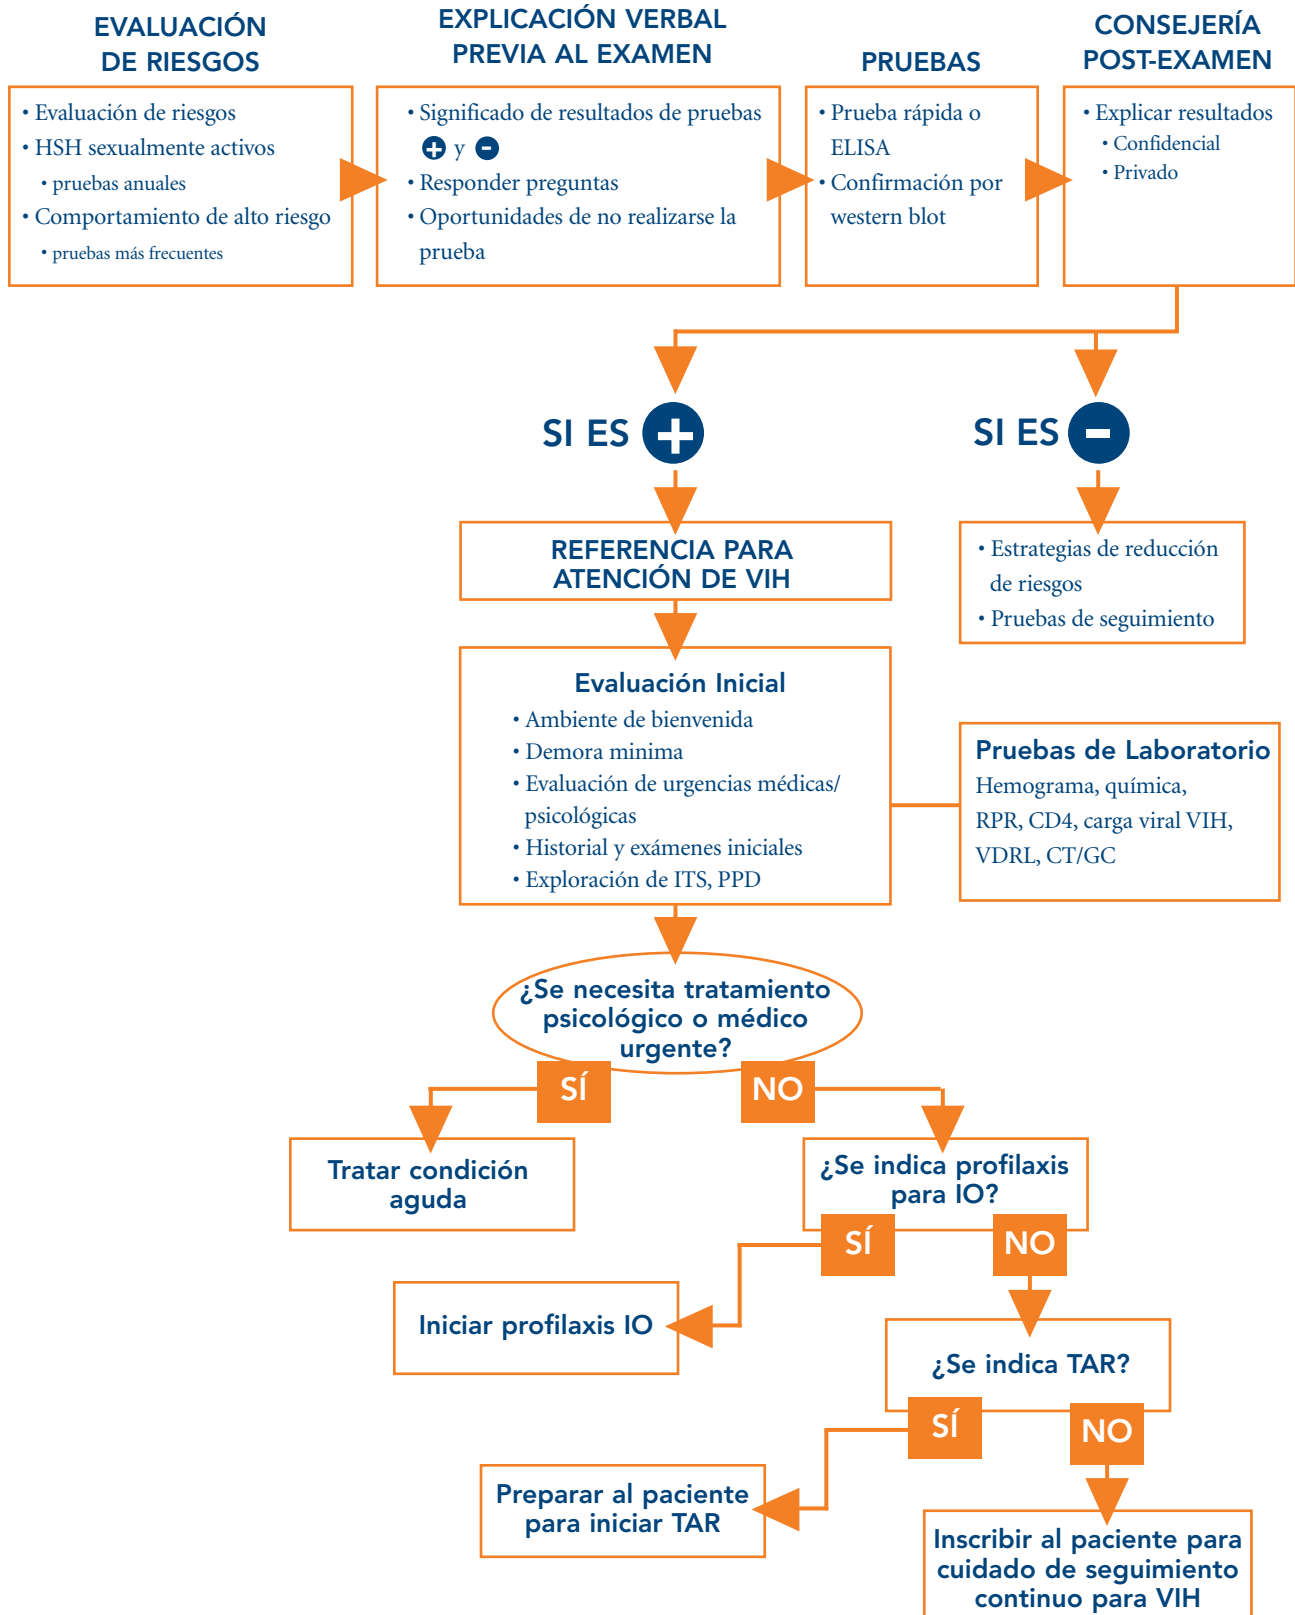 EVALUACIÓN
DE RIESGOS
• Evaluación de riesgos
• HSH sexualmente activos
• pruebas anuales
• Comportamiento de alto riesgo
• pruebas más frecuentes
EXPLICACIÓN VERBAL
PREVIA AL EXAMEN
• Significado de resultados de pruebas
+ y -
• Responder preguntas
• Oportunidades de no realizarse la
prueba
PRUEBAS
• Prueba rápida o
ELISA
• Confirmación por
western blot
CONSEJERÍA
POST-EXAMEN
• Explicar resultados
• Confidencial
• Privado
SI ES +
SI ES -
REFERENCIA PARA
ATENCIÓN DE VIH
• Estrategias de reducción
de riesgos
• Pruebas de seguimiento
Evaluación Inicial
• Ambiente de bienvenida
• Demora minima
• Evaluación de urgencias médicas/
psicológicas
• Historial y exámenes iniciales
• Exploración de ITS, PPD
Pruebas de Laboratorio
Hemograma, química,
RPR, CD4, carga viral VIH,
VDRL, CT/GC
¿Se necesita tratamiento
psicológico o médico
urgente?
SÍ
NO
Tratar condición
aguda
¿Se indica profilaxis
para IO?
SÍ
NO
Iniciar profilaxis IO
¿Se indica TAR?
SÍ
NO
Preparar al paciente
para iniciar TAR
Inscribir al paciente para
cuidado de seguimiento
continuo para VIH